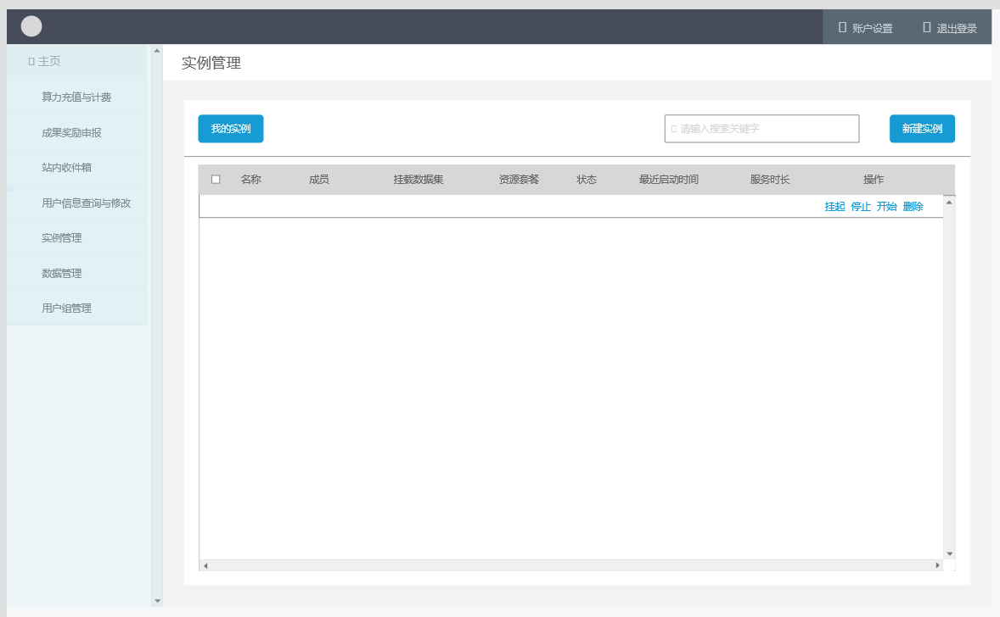 账户设置 退出登录
主页
实例管理
算力充值与计费
成果奖励申报
站内收件箱
用户信息查询与修改
实例管理
数据管理
用户组管理
我的实例
请输入搜索关键字
新建实例
名称 成员 挂载数据集 资源套餐 状态 最近启动时间 服务时长 操作
挂起 停止 开始 删除